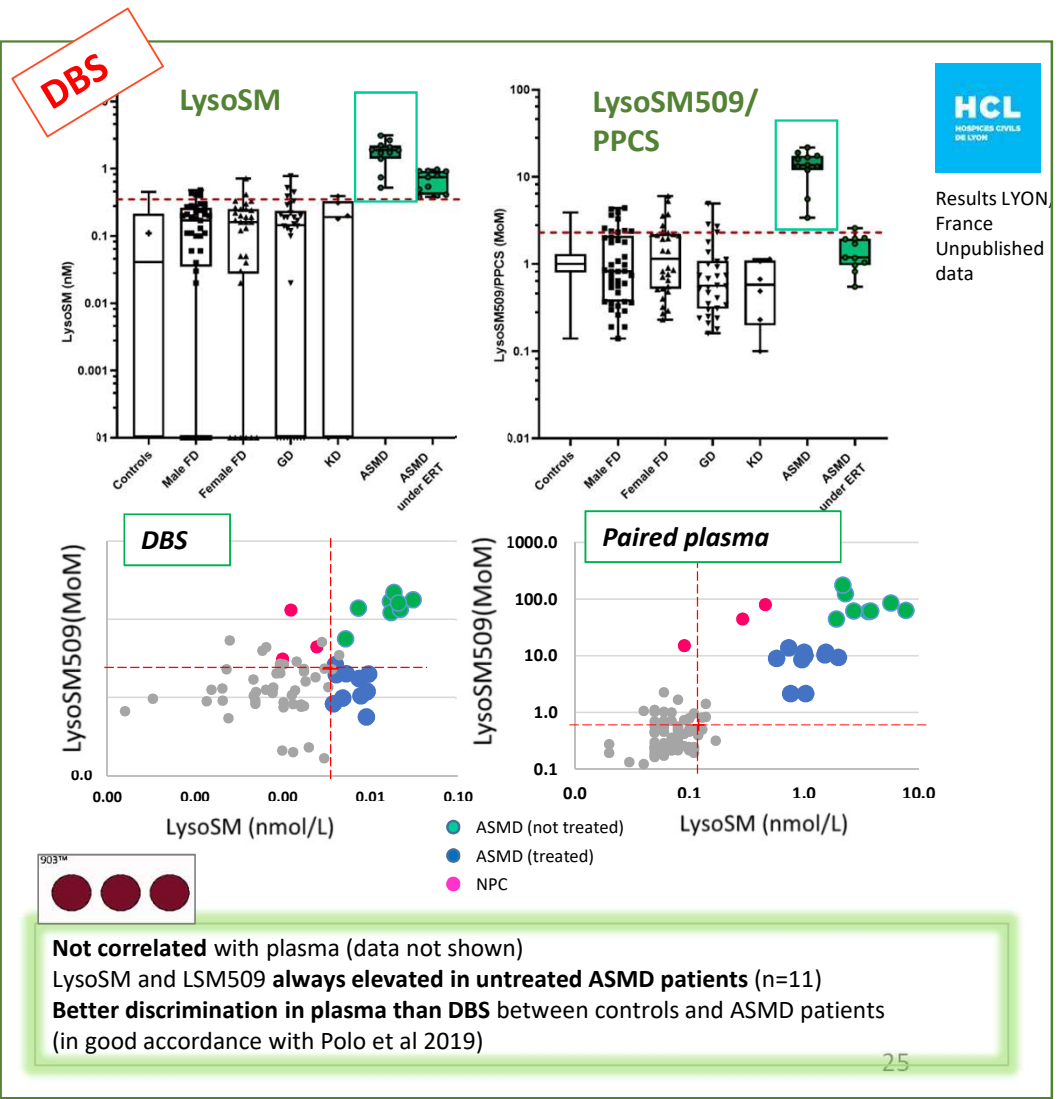 DBS
LysoSM
LysoSM (nM)
1
0.1
0.01
0.001
01
Controls
Male FD
Female FD
GD
KD
ASMD
ASMD
under ERT
LysoSM509/
PPCS
LysoSM509/PPCS (MoM)
100
10
1
0.1
0.01
Controls
Male FD
Female FD
GD
KD
ASMD
ASMD
under ERT
HCL
HOSPICES CIVILS
DE LYON
Results LYON,
France
Unpublished
data
DBS
LysoSM509(MoM)
0.0
0.00 0.00 0.00 0.01 0.10
LysoSM (nmol/L)
Paired plasma
LysoSM509(MoM)
1000.0
100.0
10.0
1.0
0.1
0.0 0.1 1.0 10.0
LysoSM (nmol/L)
ASMD (not treated)
ASMD (treated)
NPC
903™
Not correlated with plasma (data not shown)
LysoSM and LSM509 always elevated in untreated ASMD patients (n=11)
Better discrimination in plasma than DBS between controls and ASMD patients
(in good accordance with Polo et al 2019)
25